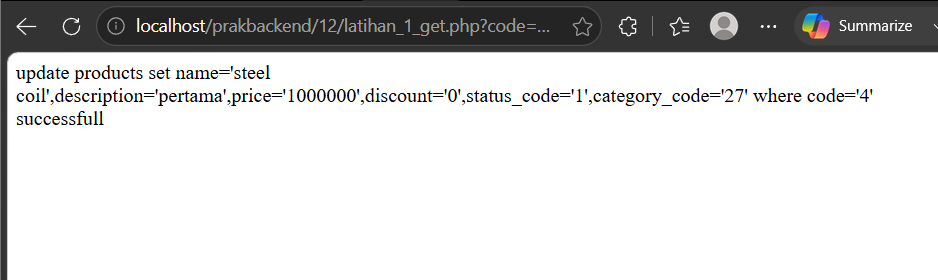 localhost/prakbackend/12/latihan_1_get.php?code=...
Summarize
update products set name='steel
coil',description='pertama',price='1000000',discount='0',status_code='1',category_code='27' where code='4'
successfull